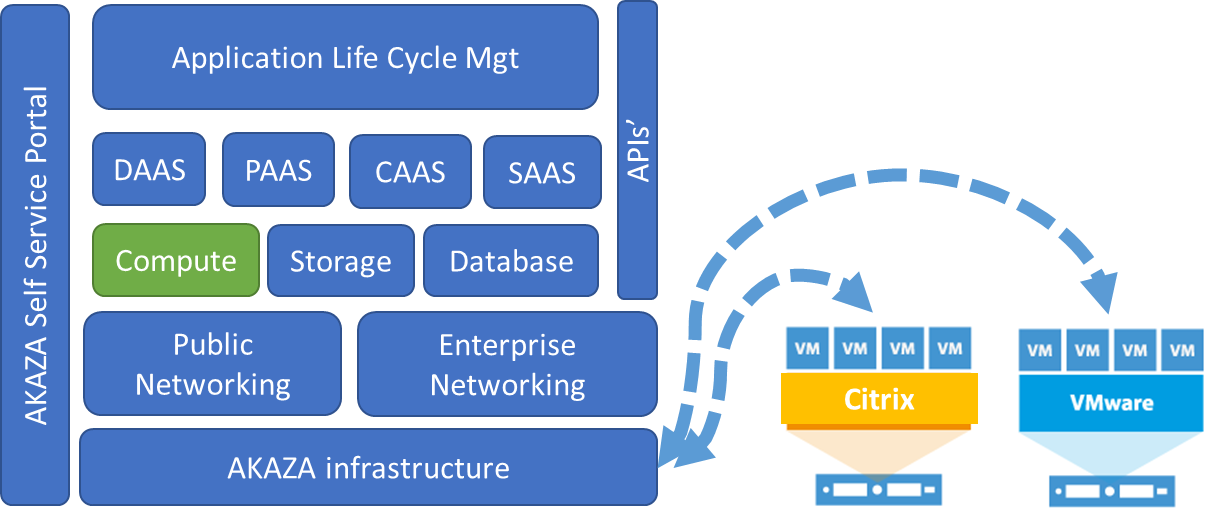 AKAZA Self Service Portal
Application Life Cycle Mgt
APIs’
DAAS
PAAS
CAAS
SAAS
Compute
Storage
Database
Public
Networking
Enterprise
Networking
AKAZA infrastructure
VM
VM
VM
VM
Citrix
VM
VM
VM
VM
VMware